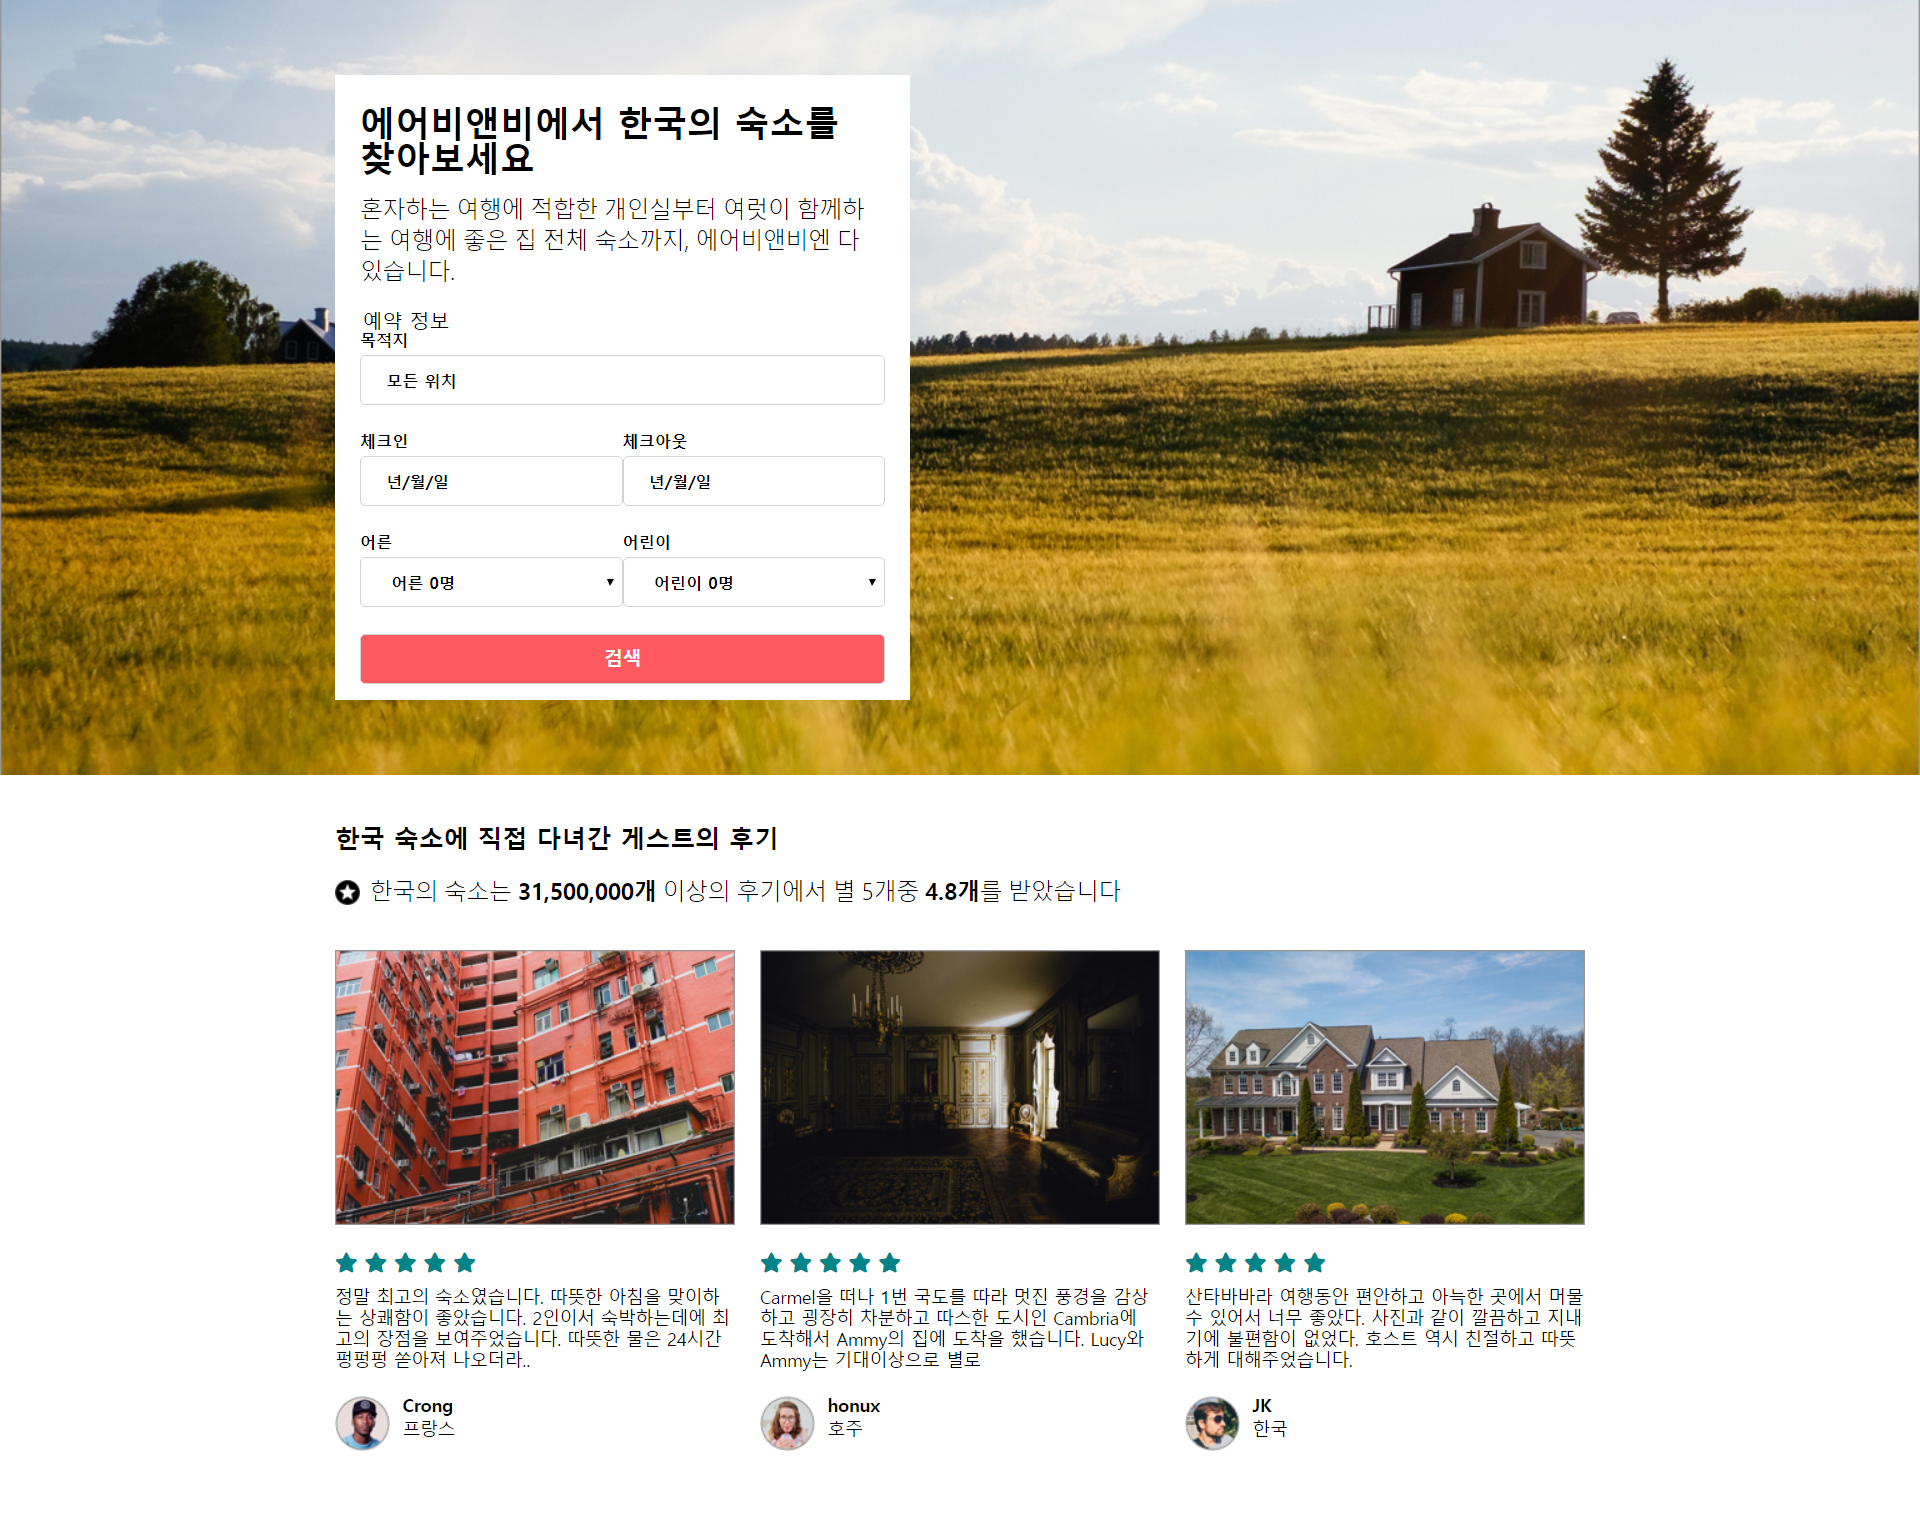 에어비앤비에서 한국의 숙소를
찾아보세요
혼자하는 여행에 적합한 개인실부터 여럿이 함께하
는 여행에 좋은 집 전체 숙소까지, 에어비앤비엔 다
있습니다.
예약 정보
목적지
모든 위치
체크인 체크아웃
년/월/일 년/월/일
어른 어린이
어른 0명 어린이 0명
검색
한국 숙소에 직접 다녀간 게스트의 후기
한국의 숙소는 31,500,000개 이상의 후기에서 별 5개중 4.8개를 받았습니다
정말 최고의 숙소였습니다. 따뜻한 아침을 맞이하
는 상쾌함이 좋았습니다. 2인이서 숙박하는데에 최
고의 장점을 보여주었습니다. 따뜻한 물은 24시간
펑펑펑 쏟아져 나오더라..
Crong
프랑스
Carmel을 떠나 1번 국도를 따라 멋진 풍경을 감상
하고 굉장히 차분하고 따스한 도시인 Cambria에
도착해서 Ammy의 집에 도착을 했습니다. Lucy와
Ammy는 기대이상으로 별로
honux
호주
산타바바라 여행동안 편안하고 아늑한 곳에서 머물
수 있어서 너무 좋았다. 사진과 같이 깔끔하고 지내
기에 불편함이 없었다. 호스트 역시 친절하고 따뜻
하게 대해주었습니다.
JK
한국